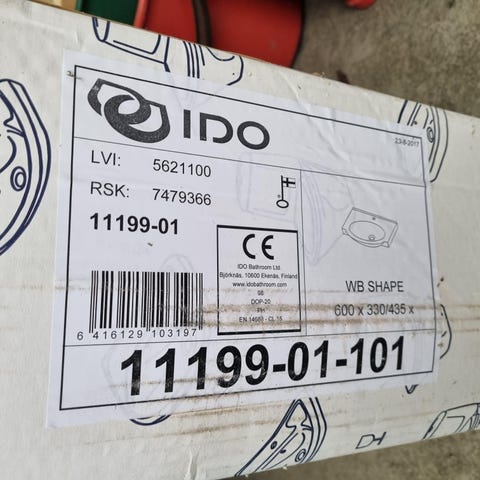 IDO
23-8-2017
LVI: 5621100
RSK: 7479366
11199-01
CE
IDO Bathroom Ltd.
Björknäs, 10600 Ekenäs, Finland
www.idobathroom.com
DOP-20
EN 14688 - CL 15
WB SHAPE
600 x 330/435 x
6 416129 103197
11199-01-101